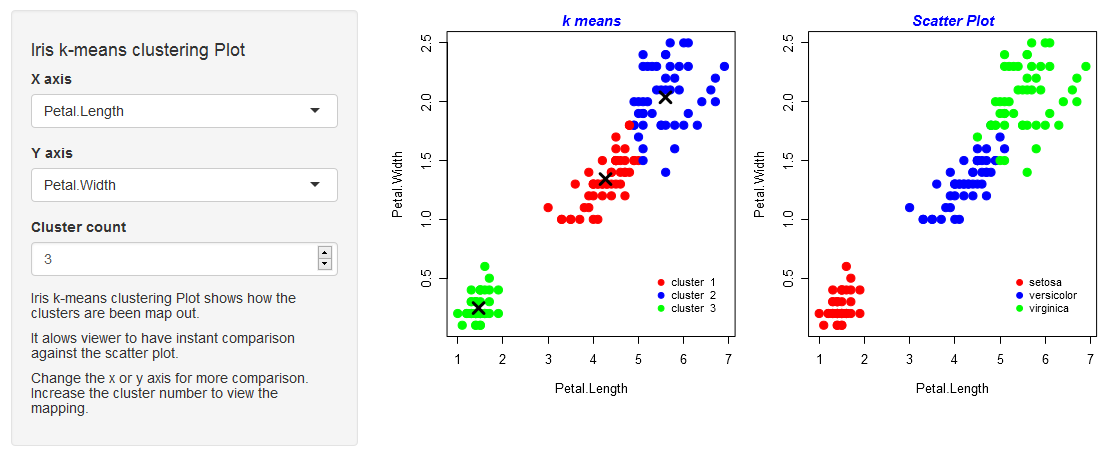 Iris k-means clustering Plot
X axis
Petal.Length
Y axis
Petal.Width
Cluster count
3
Iris k-means clustering Plot shows how the
clusters are been map out.
It alows viewer to have instant comparison
against the scatter plot.
Change the x or y axis for more comparison.
Increase the cluster number to view the
mapping.
k means
Petal.Width
2.5
2.0
1.5
1.0
0.5
cluster 1
cluster 2
cluster 3
1 2 3 4 5 6 7
Petal.Length
Scatter Plot
Petal.Width
2.5
2.0
1.5
1.0
0.5
setosa
versicolor
virginica
1 2 3 4 5 6 7
Petal.Length